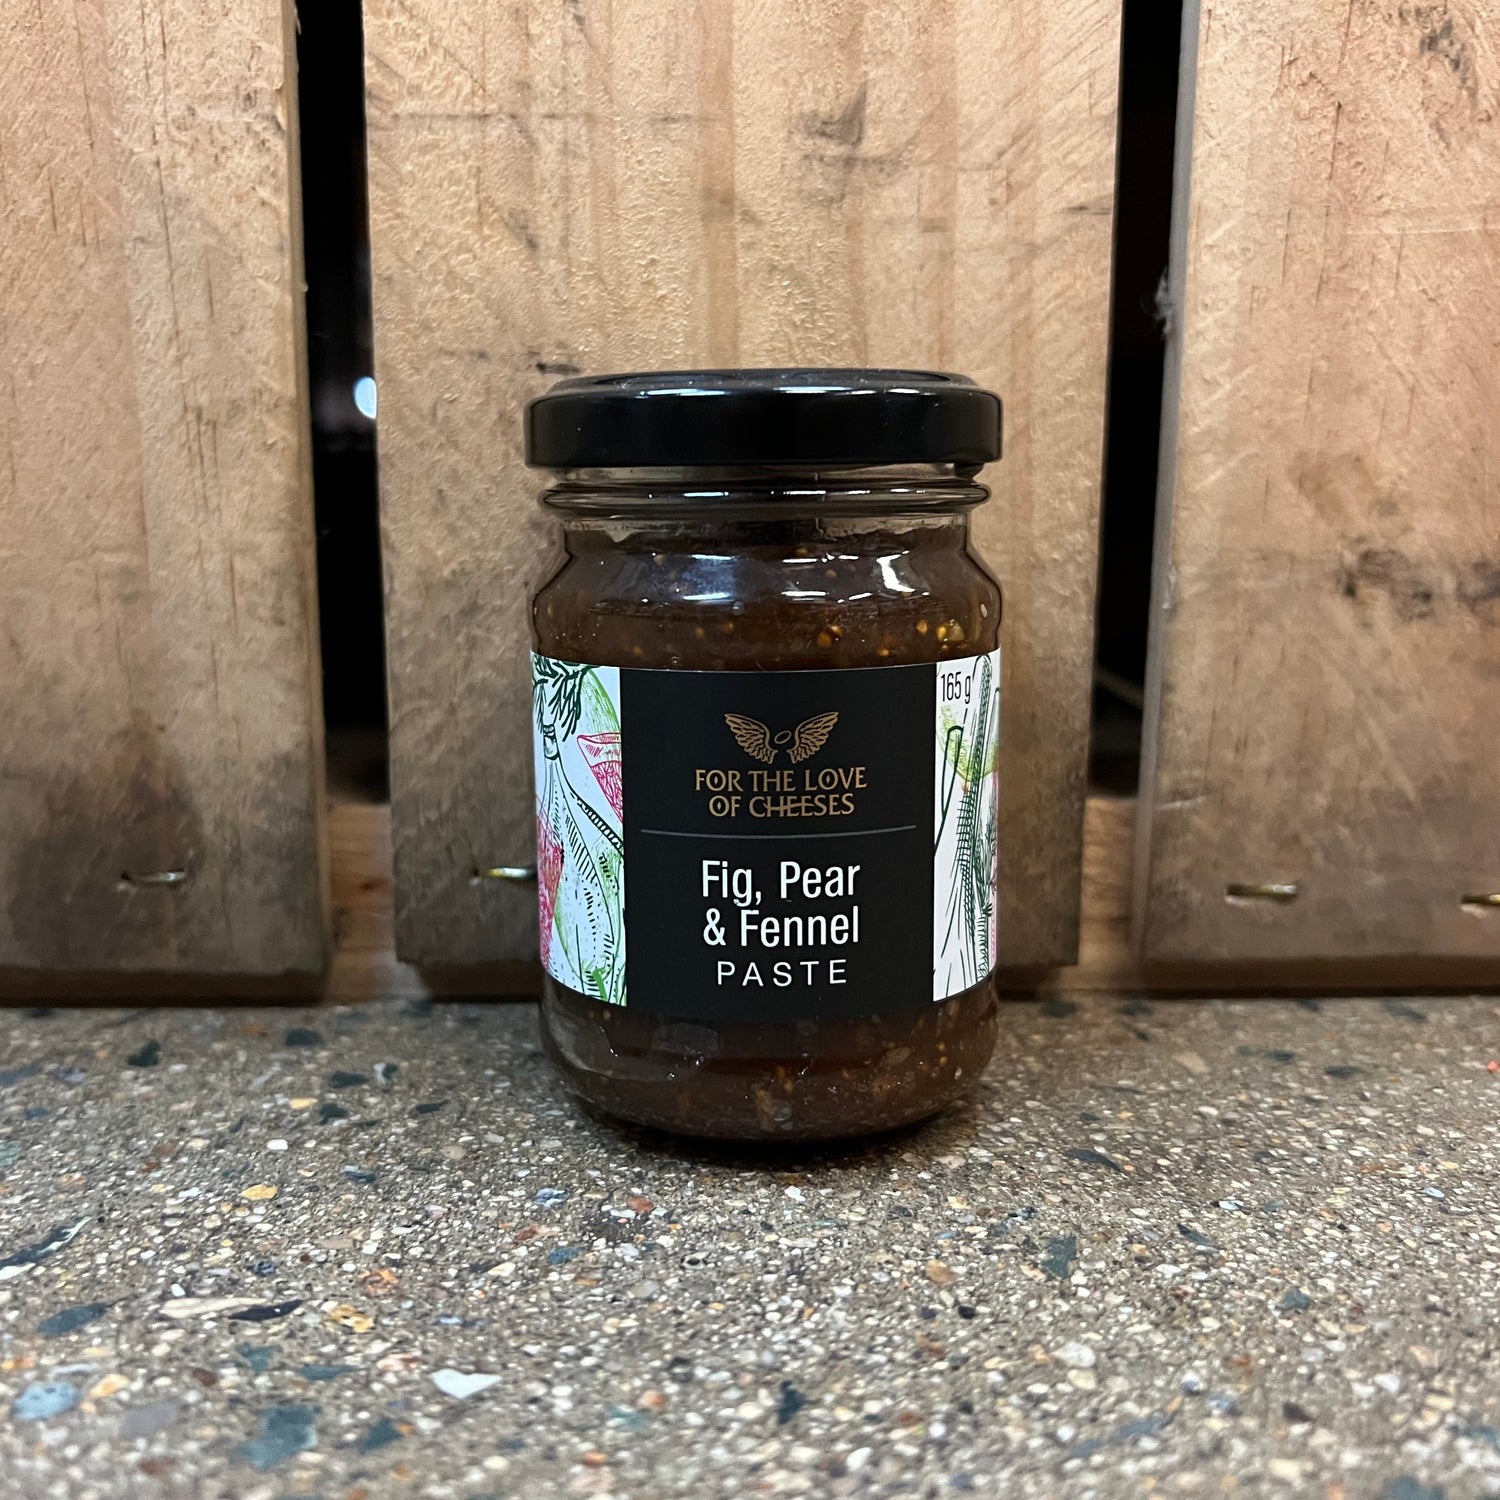 165 g
FOR THE LOVE
OF CHEESES
Fig, Pear
& Fennel
PASTE